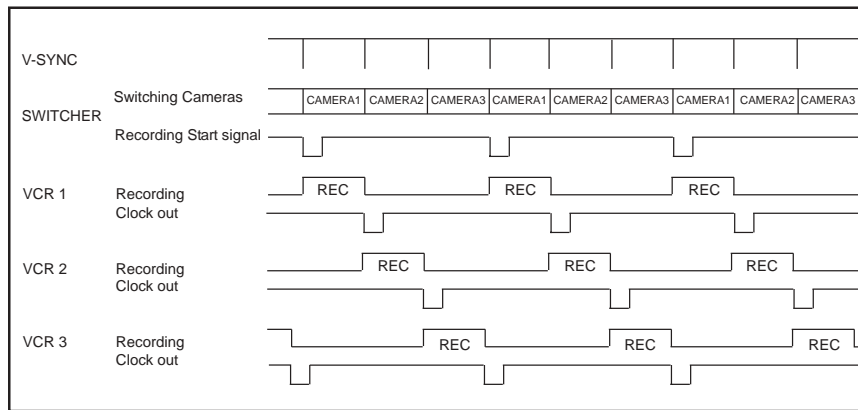 V-SYNC
SWITCHER
Switching Cameras
CAMERA1 CAMERA2 CAMERA3 CAMERA1 CAMERA2 CAMERA3 CAMERA1 CAMERA2 CAMERA3
Recording Start signal
VCR 1 Recording REC REC REC
Clock out
VCR 2 Recording REC REC REC
Clock out
VCR 3 Recording REC REC REC
Clock out